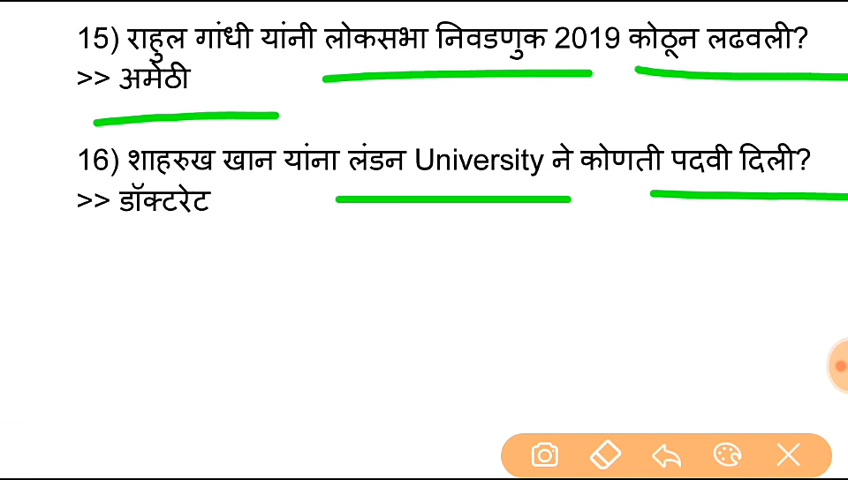 15) राहुल गांधी यांनी लोकसभा निवडणुक 2019 कोठून लढवली?
>> अमेठी
16) शाहरुख खान यांना लंडन University ने कोणती पदवी दिली?
>> डॉक्टरेट